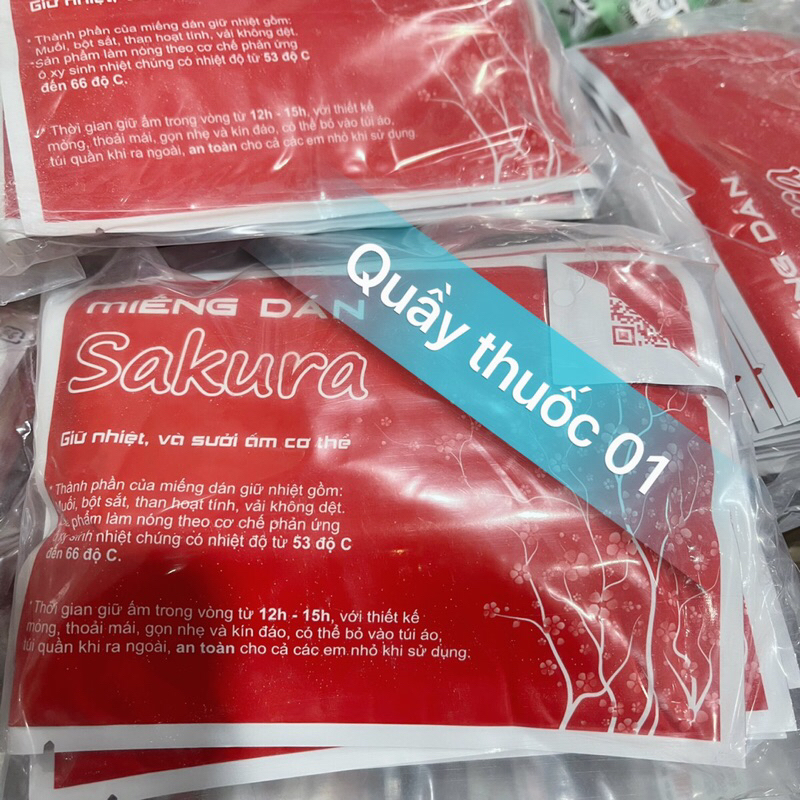 Giữ nhiệt,
* Thành phần của miếng dán giữ nhiệt gồm:
Muối, bột sắt, than hoạt tính, vải không dệt.
*Sản phẩm làm nóng theo cơ chế phản ứng
ô xy sinh nhiệt chúng có nhiệt độ từ 53 độ C
đến 66 độ C.
* Thời gian giữ ấm trong vòng từ 12h - 15h, với thiết kế
mỏng, thoải mái, gọn nhẹ và kín đáo, có thể bỏ vào túi áo,
túi quần khi ra ngoài, an toàn cho cả các em nhỏ khi sử dụng.
MIẾNG DÁN
Sakura
Giữ nhiệt, và sưởi ấm cơ thể
* Thành phần của miếng dán giữ nhiệt gồm:
Muối, bột sắt, than hoạt tính, vải không dệt.
phẩm làm nóng theo cơ chế phản ứng
xy sinh nhiệt chúng có nhiệt độ từ 53 độ C
đến 66 độ C.
* Thời gian giữ ấm trong vòng từ 12h - 15h, với thiết kế
mỏng, thoải mái, gọn nhẹ và kín đáo, có thể bỏ vào túi áo,
túi quần khi ra ngoài, an toàn cho cả các em nhỏ khi sử dụng.
Quầy thuốc 01
DÁN